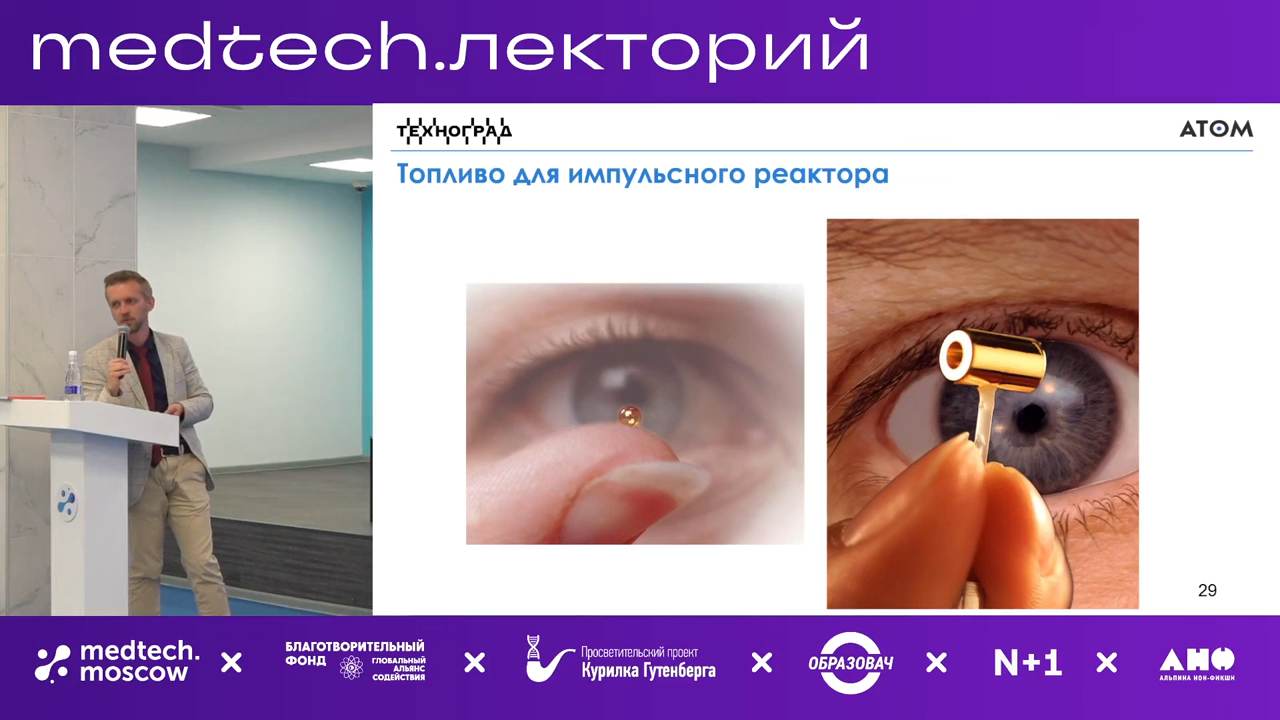 medtech.лекторий
ТЕХНОГРАД
АТОМ
Топливо для импульсного реактора
29
medtech.
moscow
×
БЛАГОТВОРИТЕЛЬНЫЙ
ФОНД
ГЛОБАЛЬНЫЙ
АЛЬЯНС
СОДЕЙСТВИЯ
×
Просветительский проект
Курилка Гутенберга
×
ОБРАЗОВАЧ
×
N+1
×
АНФ
АЛЬПИНА НОН-ФИКШН